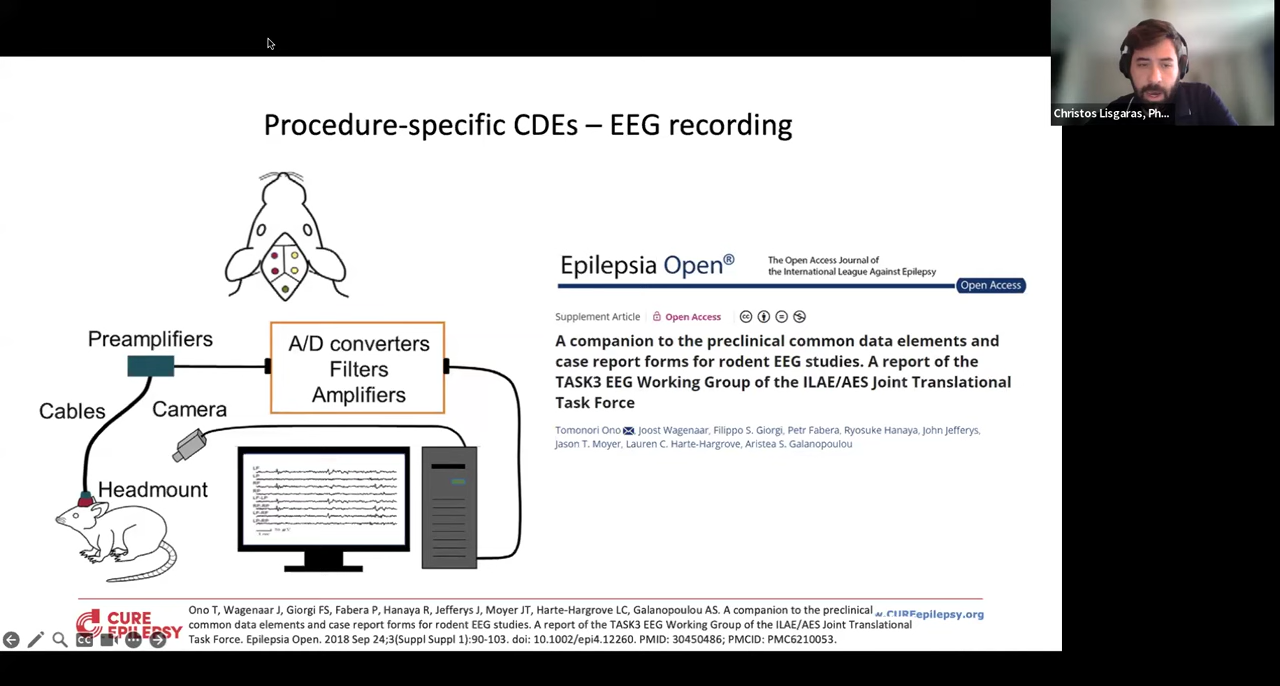 Christos Lisgaras, Ph...
Procedure-specific CDEs – EEG recording
Preamplifiers
A/D converters
Filters
Amplifiers
Cables
Camera
Headmount
Epilepsia Open®
The Open Access Journal of
the International League Against Epilepsy
Open Access
Supplement Article Open Access
A companion to the preclinical common data elements and
case report forms for rodent EEG studies. A report of the
TASK3 EEG Working Group of the ILAE/AES Joint Translational
Task Force
Tomonori Ono, Joost Wagenaar, Filippo S. Giorgi, Petr Fabera, Ryosuke Hanaya, John Jefferys,
Jason T. Moyer, Lauren C. Harte-Hargrove, Aristea S. Galanopoulou
CURE
EPILEPSY
Ono T, Wagenaar J, Giorgi FS, Fabera P, Hanaya R, Jefferys J, Moyer JT, Harte-Hargrove LC, Galanopoulou AS. A companion to the preclinical
common data elements and case report forms for rodent EEG studies. A report of the TASK3 EEG Working Group of the ILAE/AES Joint Translational
Task Force. Epilepsia Open. 2018 Sep 24;3(Suppl Suppl 1):90-103. doi: 10.1002/epi4.12260. PMID: 30450486; PMCID: PMC6210053.
CUREepilepsy.org
CC